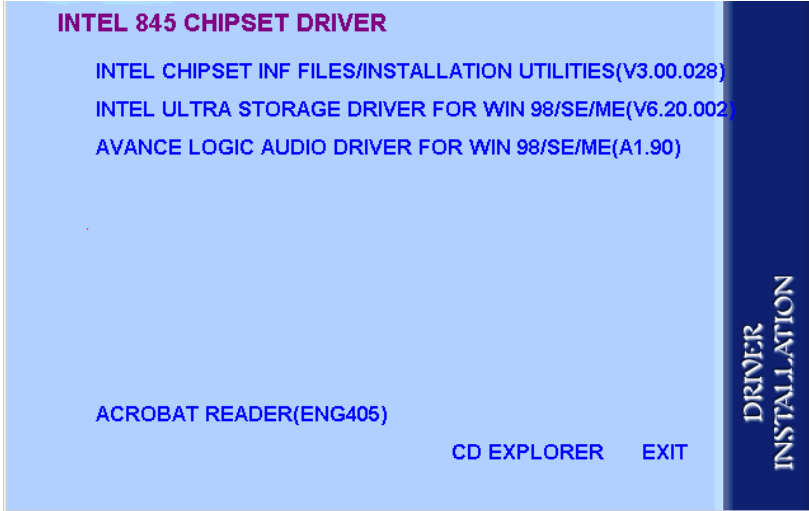 INTEL 845 CHIPSET DRIVER
INTEL CHIPSET INF FILES/INSTALLATION UTILITIES(V3.00.028)
INTEL ULTRA STORAGE DRIVER FOR WIN 98/SE/ME(V6.20.002)
AVANCE LOGIC AUDIO DRIVER FOR WIN 98/SE/ME(A1.90)
ACROBAT READER(ENG405)
CD EXPLORER EXIT
DRIVER
INSTALLATION